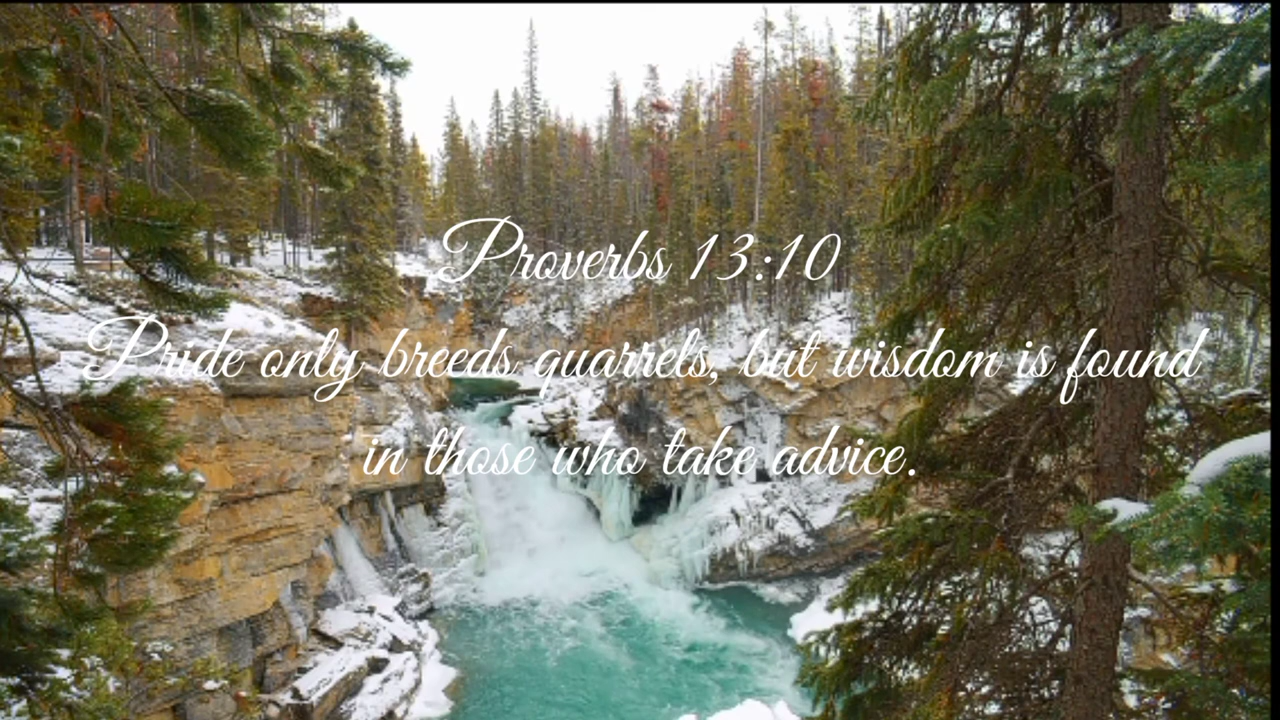 Proverbs 13:10
Pride only breeds quarrels, but wisdom is found
in those who take advice.